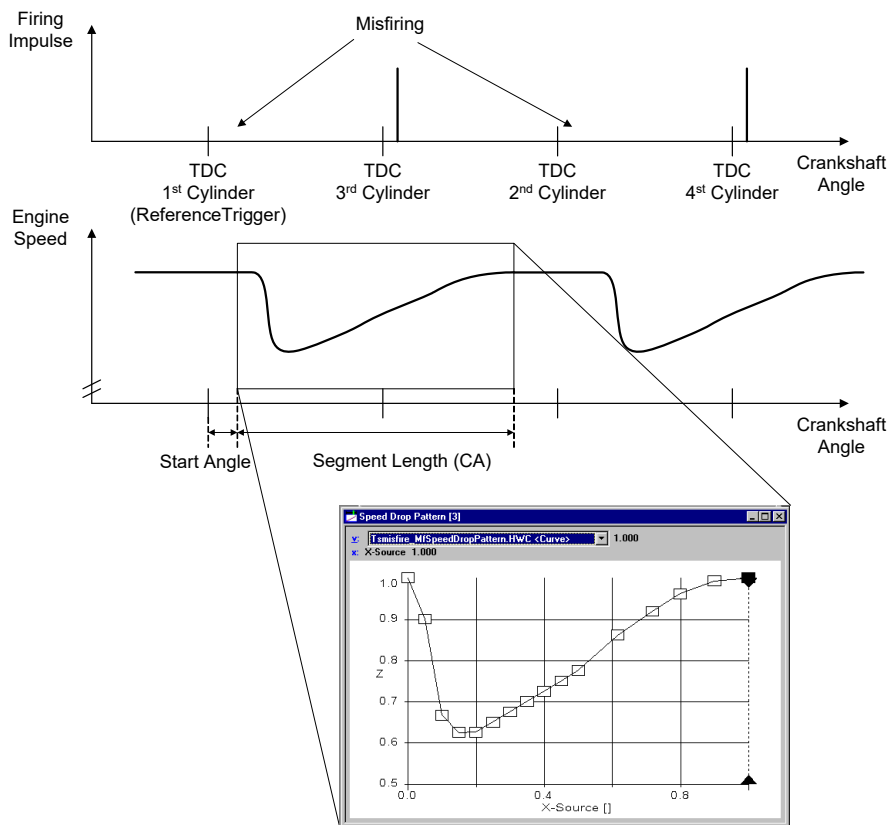 Firing
Impulse
Misfiring
TDC
1st Cylinder
(ReferenceTrigger)
TDC
3rd Cylinder
TDC
2nd Cylinder
TDC
4st Cylinder
Crankshaft
Angle
Engine
Speed
Crankshaft
Angle
Start Angle
Segment Length (CA)
Speed Drop Pattern [3]
y: Tsmisfire_MfSpeedDropPattern.HWC <Curve> 1.000
x: X-Source 1.000
1.0
0.9
0.8
Z
0.7
0.6
0.5
0.0 0.4 0.8
X-Source []